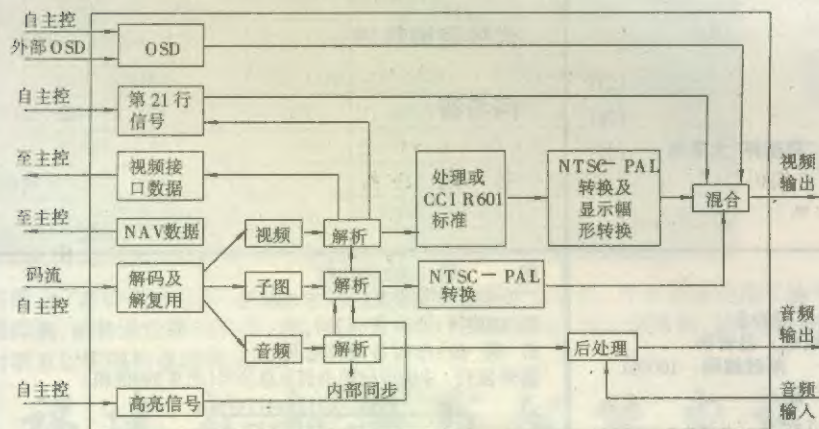 自主控
外部OSD
OSD
自主控
第21行
信号
至主控
视频接
口数据
处理或
CCIR601
标准
NTSC-PAL
转换及
显示幅
形转换
混合
视频
输出
至主控
NAV数据
视频
解析
码流
自主控
解码及
解复用
子图
解析
NTSC-PAL
转换
音频
解析
后处理
音频
输出
自主控
高亮信号
内部同步
音频
输入